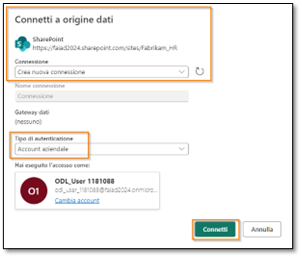 Connetti a origine dati
SharePoint
https://faiad2024.sharepoint.com/sites/Fabrikam_HR
Connessione
Crea nuova connessione
Nome connessione
Connessione
Gateway dati
(nessuno)
Tipo di autenticazione
Account aziendale
Hai eseguito l'accesso come:
O1
ODL_User 1181088
odl_user_1181088@faiad2024.onmicro...
Cambia account
Connetti
Annulla